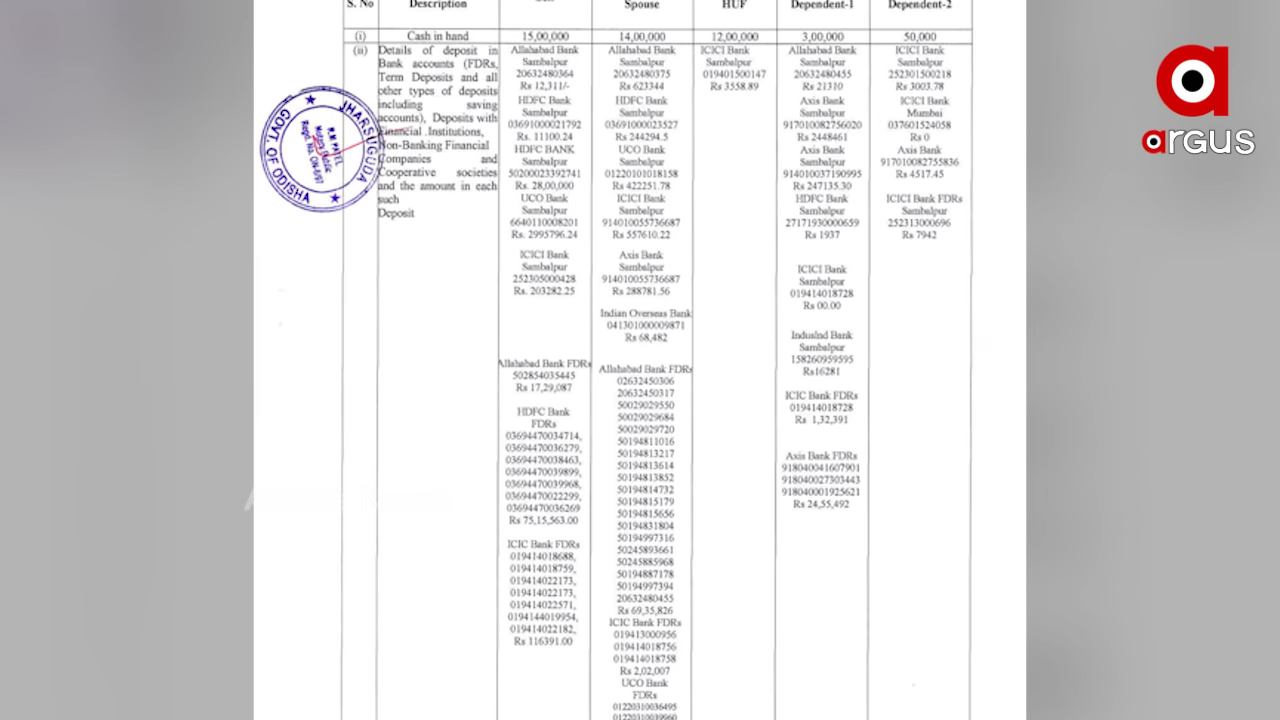 S. No Description Spouse HUF Dependent-1 Dependent-2
(i) Cash in hand 15,00,000 14,00,000 12,00,000 3,00,000 50,000
(ii) Details of deposit in
Bank accounts (FDRs,
Term Deposits and all
other types of deposits
including saving
accounts), Deposits with
Financial .Institutions,
Non-Banking Financial
Companies and
Cooperative societies
and the amount in each
such
Deposit
Allahabad Bank
Sambalpur
20632480364
Rs 12,311/-
HDFC Bank
Sambalpur
03691000021792
Rs. 11100.24
HDFC BANK
Sambalpur
50200023392741
Rs. 28,00,000
UCO Bank
Sambalpur
06640110008201
Rs. 2995796.24
ICICI Bank
Sambalpur
252305000428
Rs. 203282.25
Allahabad Bank FDRs
502854035445
Rs 17,29,087
HDFC Bank
FDRs
03694470034714,
03694470036279,
03694470038463,
03694470039899,
03694470039968,
03694470022299,
03694470036269
Rs 75,15,563.00
ICIC Bank FDRs
019414018688,
019414018759,
019414022173,
019414022173,
019414022571,
0194144019954,
019414022182,
Rs 116391.00
Allahabad Bank
Sambalpur
20632480375
Rs 623344
HDFC Bank
Sambalpur
03691000023527
Rs 244294.5
UCO Bank
Sambalpur
01220101018158
Rs 422251.78
ICICI Bank
Sambalpur
914010055736687
Rs 557610.22
Axis Bank
Sambalpur
914010055736687
Rs 288781.56
Indian Overseas Bank
041301000009871
Rs 68,482
Allahabad Bank FDRs
02632450306
20632450317
50029029550
50029029684
50029029720
50194811016
50194813217
50194813614
50194813852
50194814732
50194815179
50194815656
50194831804
50194997316
50245893661
50245885968
50194887178
50194997394
20632480455
Rs 69,35,826
ICIC Bank FDRs
019413000956
019414018756
019414018758
Rs 2,02,007
UCO Bank
FDRs
01220310036495
01220310039960
ICICI Bank
Sambalpur
019401500147
Rs 3558.89
Allahabad Bank
Sambalpur
20632480455
Rs 21310
Axis Bank
Sambalpur
917010082756020
Rs 2448461
Axis Bank
Sambalpur
914010037190995
Rs 247135.30
HDFC Bank
Sambalpur
27171930000659
Rs 1937
ICICI Bank
Sambalpur
019414018728
Rs 00.00
IndusInd Bank
Sambalpur
158260959595
Rs16281
ICIC Bank FDRs
019414018728
Rs 1,32,391
Axis Bank FDRs
918040041607901
918040027303443
918040001925621
Rs 24,55,492
ICICI Bank
Sambalpur
252301500218
Rs 3003.78
ICICI Bank
Mumbai
037601524058
Rs 0
Axis Bank
917010082755836
Rs 4517.45
ICICI Bank FDRs
Sambalpur
252313000696
Rs 7942
JHARSUGUDA
GOVT. OF ODISHA
R.M PATEL
Notary Public
argus